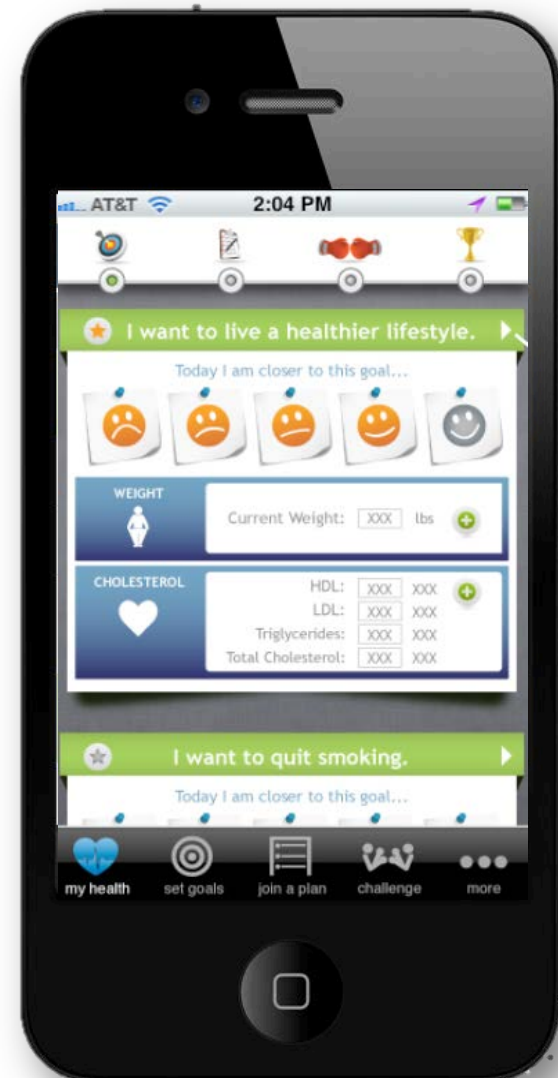 AT&T 2:04 PM
I want to live a healthier lifestyle.
Today I am closer to this goal...
WEIGHT
Current Weight: XXX lbs
CHOLESTEROL
HDL: XXX XXX
LDL: XXX XXX
Triglycerides: XXX XXX
Total Cholesterol: XXX XXX
I want to quit smoking.
Today I am closer to this goal...
my health set goals join a plan challenge more